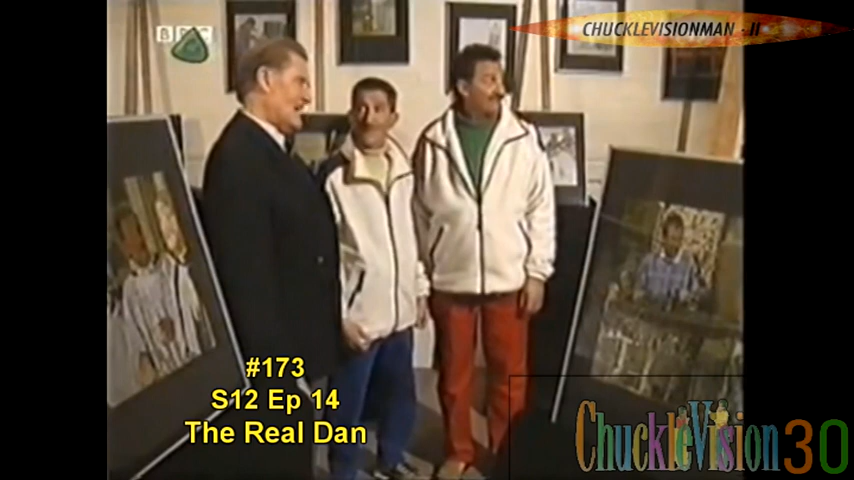 BBC
CHUCKLEVISIONMAN - II
#173
S12 Ep 14
The Real Dan
ChuckleVision30